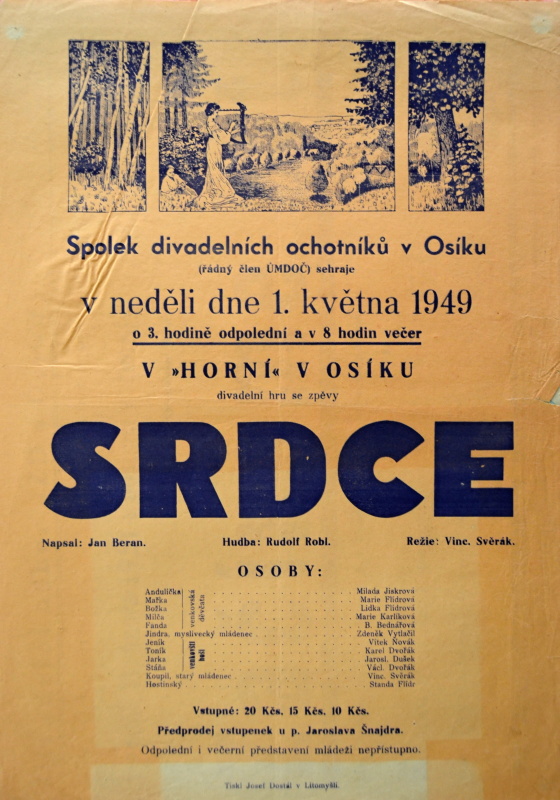 Spolek divadelních ochotníků v Osíku
(řádný člen ÚMDOČ) sehraje
v neděli dne 1. května 1949
o 3. hodině odpolední a v 8 hodin večer
V »HORNÍ« V OSÍKU
divadelní hru se zpěvy
SRDCE
Napsal: Jan Beran. Hudba: Rudolf Robl. Režie: Vinc. Svěrák.
OSOBY:
Andulička Milada Jiskrová
Mařka Marie Flídrová
Božka Lidka Flídrová
Milča Marie Karlíková
Fanda B. Bednářová
venkovská děvčata
Jindra, myslivecký mládenec Zdeněk Vytlačil
Jeník Vítek Novák
Toník Karel Dvořák
Jarka Jarosl. Dušek
Stáňa Václ. Dvořák
venkovští hoši
Koupil, starý mládenec Vinc. Svěrák
Hostinský Standa Flídr
Vstupné: 20 Kčs, 15 Kčs, 10 Kčs.
Předprodej vstupenek u p. Jaroslava Šnajdra.
Odpolední i večerní představení mládeži nepřístupno.
Tiskl Josef Dostál v Litomyšli.